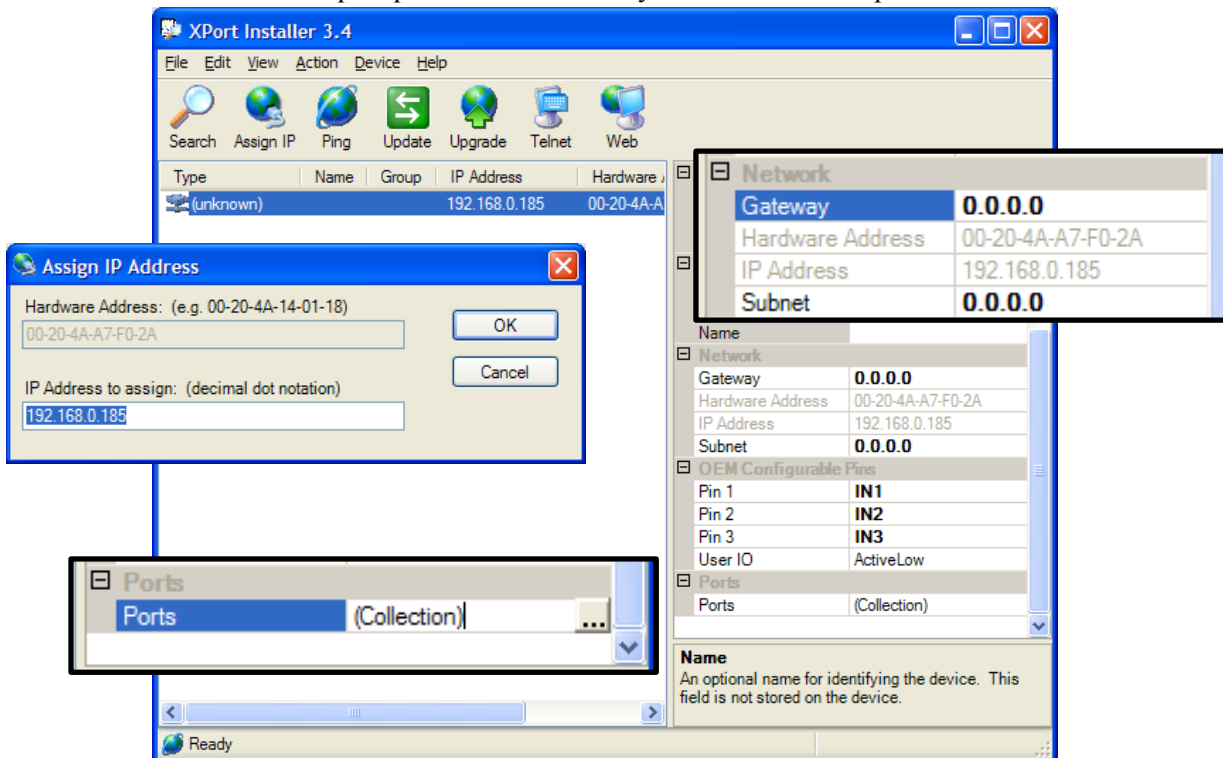 XPort Installer 3.4
File Edit View Action Device Help
Search Assign IP Ping Update Upgrade Telnet Web
Type Name Group IP Address Hardware
(unknown) 192.168.0.185 00-20-4A-A
Network
Gateway 0.0.0.0
Hardware Address 00-20-4A-A7-F0-2A
IP Address 192.168.0.185
Subnet 0.0.0.0
Assign IP Address
Hardware Address: (e.g. 00-20-4A-14-01-18)
00-20-4A-A7-F0-2A
IP Address to assign: (decimal dot notation)
192.168.0.185
OK
Cancel
Name
Network
Gateway 0.0.0.0
Hardware Address 00-20-4A-A7-F0-2A
IP Address 192.168.0.185
Subnet 0.0.0.0
OEM Configurable Pins
Pin 1 IN1
Pin 2 IN2
Pin 3 IN3
User IO ActiveLow
Ports
Ports (Collection)
Ports
Ports (Collection) ...
Name
An optional name for identifying the device. This
field is not stored on the device.
Ready